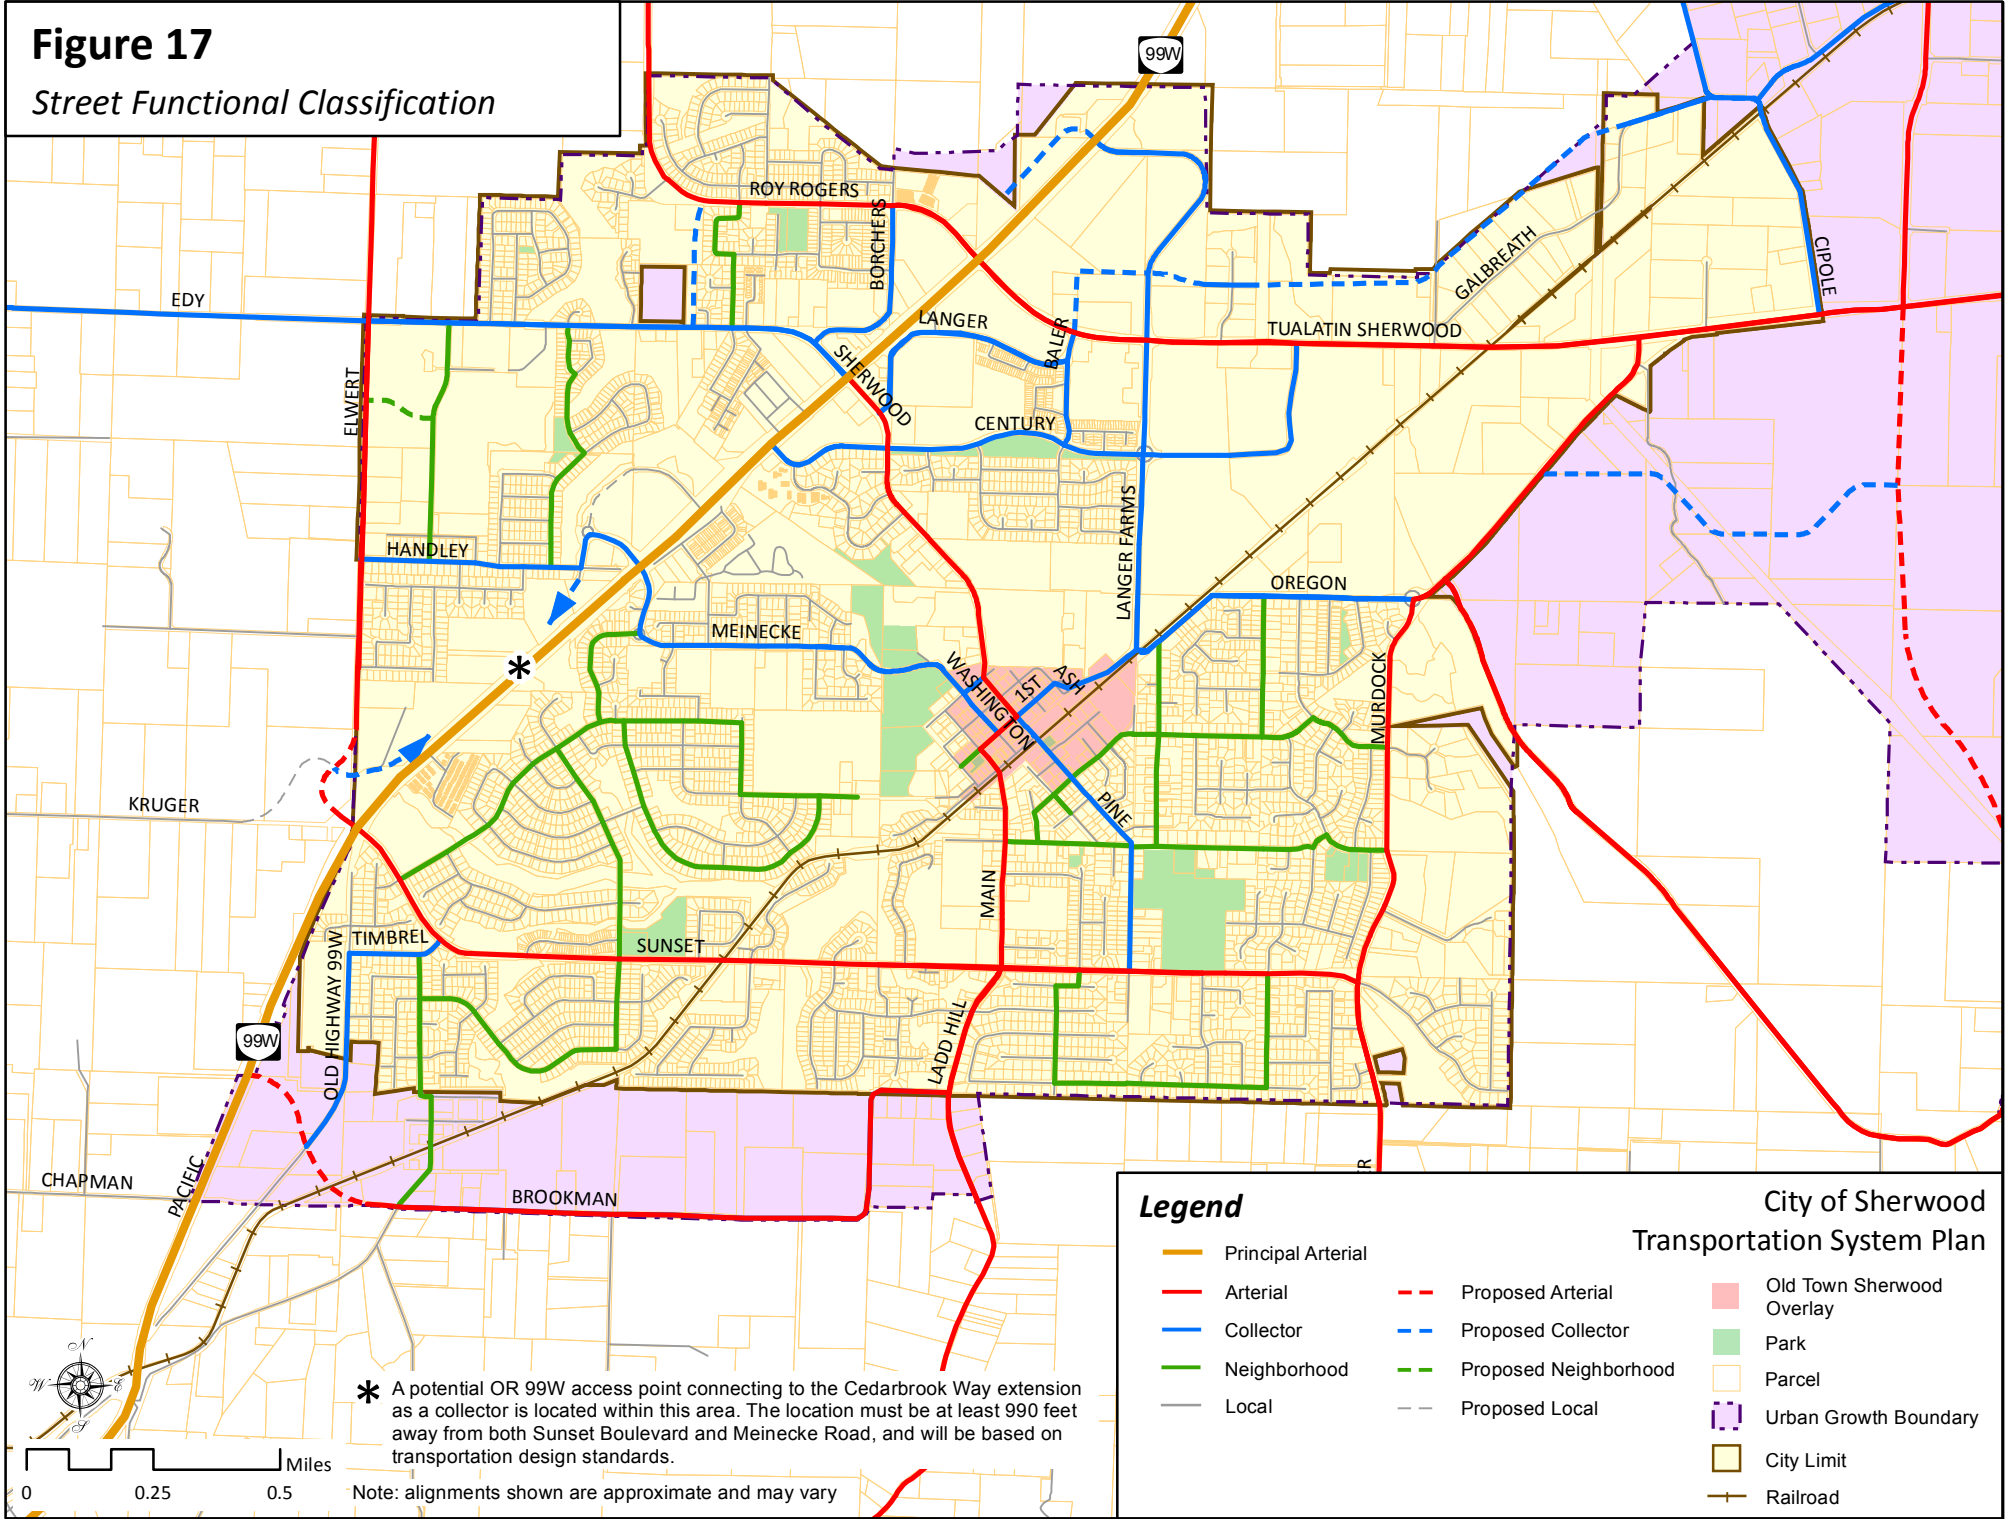 Figure 17
Street Functional Classification
99W
ROY ROGERS
BORCHERS
EDY
LANGER
BALER
SHERWOOD
TUALATIN SHERWOOD
GALBREATH
CIPOLE
ELWERT
CENTURY
HANDLEY
LANGER FARMS
OREGON
MEINECKE
WASHINGTON
1ST
ASH
MURDOCK
*
KRUGER
PINE
MAIN
TIMBREL
SUNSET
OLD HIGHWAY 99W
99W
LADD HILL
CHAPMAN
PACIFIC
BROOKMAN
ER
N
W
E
S
* A potential OR 99W access point connecting to the Cedarbrook Way extension
as a collector is located within this area. The location must be at least 990 feet
away from both Sunset Boulevard and Meinecke Road, and will be based on
transportation design standards.
Miles
0 0.25 0.5
Note: alignments shown are approximate and may vary
Legend
City of Sherwood
Transportation System Plan
Principal Arterial
Arterial
Collector
Neighborhood
Local
Proposed Arterial
Proposed Collector
Proposed Neighborhood
Proposed Local
Old Town Sherwood
Overlay
Park
Parcel
Urban Growth Boundary
City Limit
Railroad